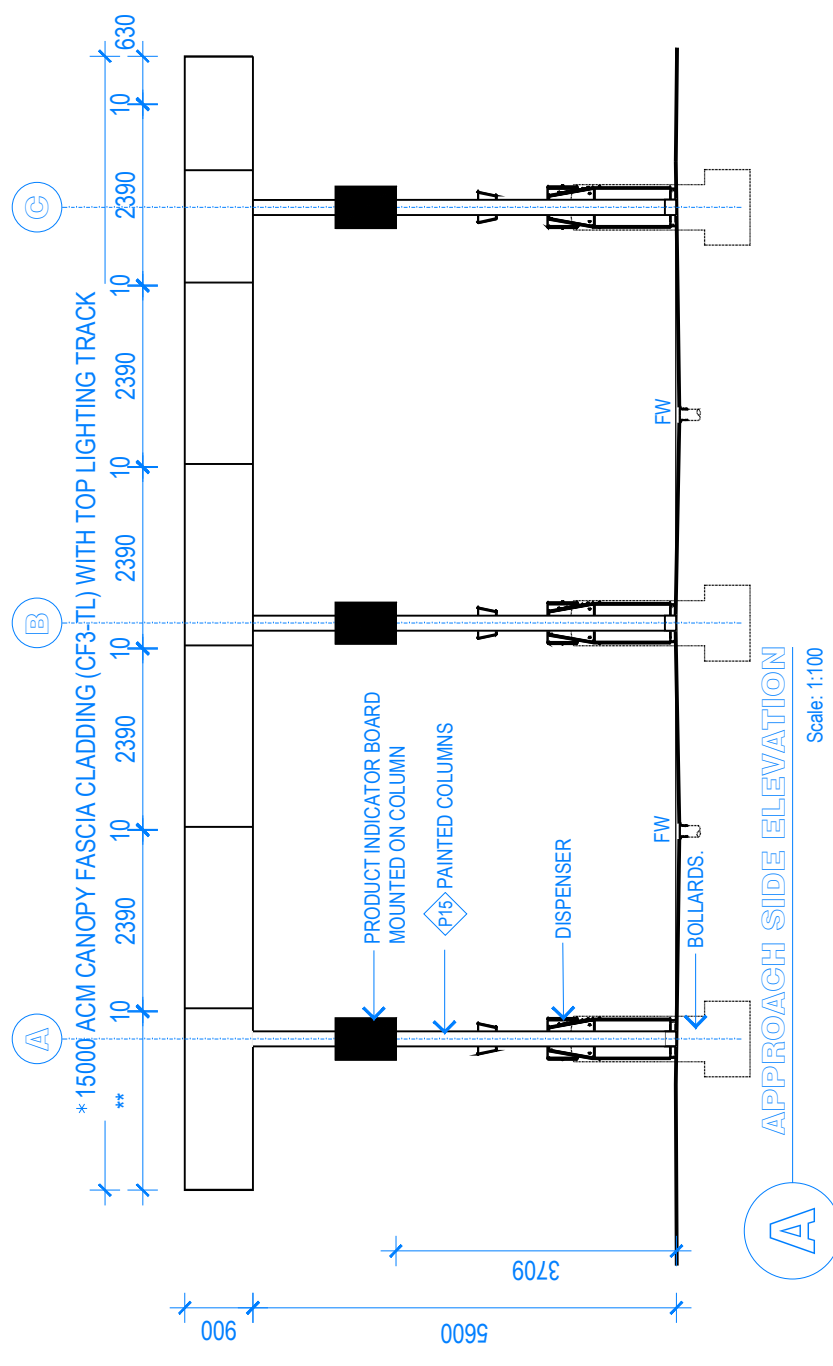 A B C
* 15000 ACM CANOPY FASCIA CLADDING (CF3-TL) WITH TOP LIGHTING TRACK
**
10 2390 10 2390 10 2390 10 2390 10 2390 10 630
900
5600
3709
PRODUCT INDICATOR BOARD
MOUNTED ON COLUMN
P15 PAINTED COLUMNS
DISPENSER
FW FW
BOLLARDS.
A
APPROACH SIDE ELEVATION
Scale: 1:100